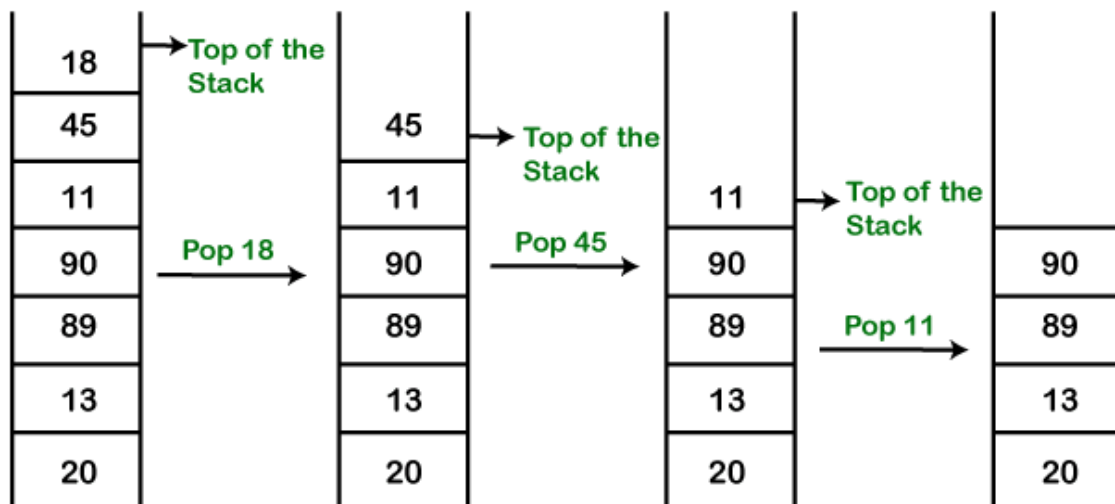 18
45
11
90
89
13
20
Top of the
Stack
Pop 18
45
11
90
89
13
20
Top of the
Stack
Pop 45
11
90
89
13
20
Top of the
Stack
Pop 11
90
89
13
20